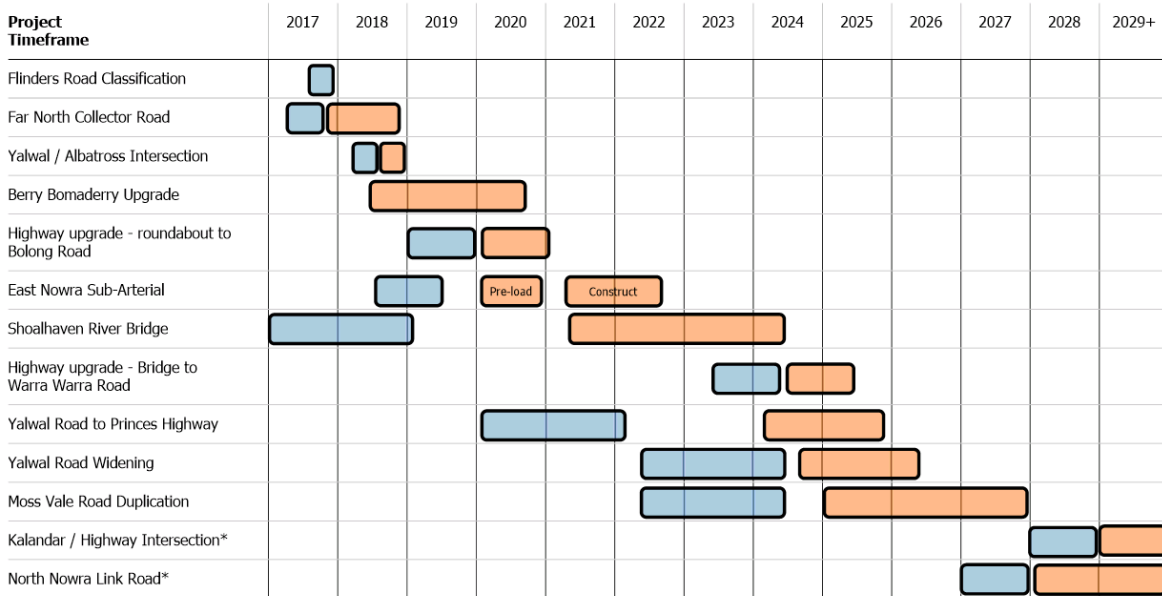 Project
Timeframe
2017 2018 2019 2020 2021 2022 2023 2024 2025 2026 2027 2028 2029+
Flinders Road Classification
Far North Collector Road
Yalwal / Albatross Intersection
Berry Bomaderry Upgrade
Highway upgrade - roundabout to
Bolong Road
East Nowra Sub-Arterial
Pre-load Construct
Shoalhaven River Bridge
Highway upgrade - Bridge to
Warra Warra Road
Yalwal Road to Princes Highway
Yalwal Road Widening
Moss Vale Road Duplication
Kalandar / Highway Intersection*
North Nowra Link Road*